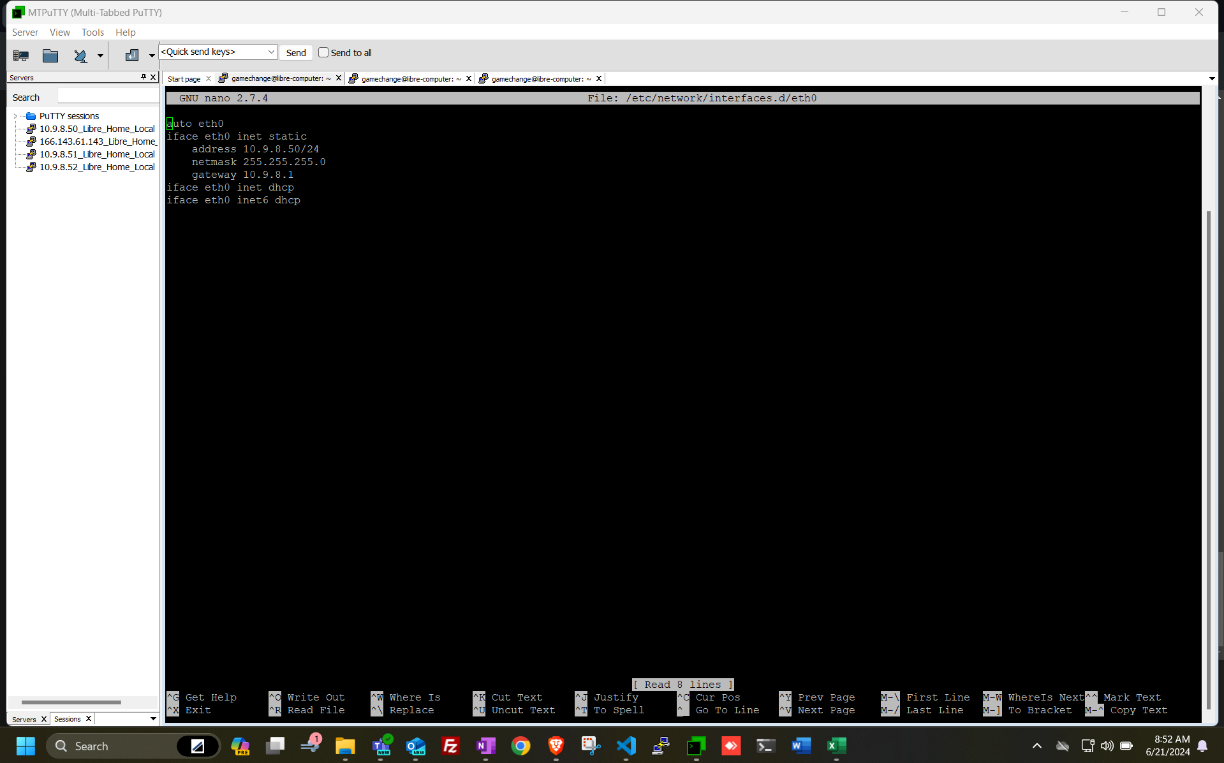 MTPuTTY (Multi-Tabbed PuTTY)
Server View Tools Help
<Quick send keys> Send Send to all
Servers
Start page gamechange@libre-computer: ~ gamechange@libre-computer: ~ gamechange@libre-computer: ~
Search
PuTTY sessions
10.9.8.50_Libre_Home_Local
166.143.61.143_Libre_Home_
10.9.8.51_Libre_Home_Local
10.9.8.52_Libre_Home_Local
GNU nano 2.7.4 File: /etc/network/interfaces.d/eth0
auto eth0
iface eth0 inet static
address 10.9.8.50/24
netmask 255.255.255.0
gateway 10.9.8.1
iface eth0 inet dhcp
iface eth0 inet6 dhcp
[ Read 8 lines ]
^G Get Help ^O Write Out ^W Where Is ^K Cut Text ^J Justify ^C Cur Pos ^Y Prev Page M-\ First Line M-W WhereIs Next ^^ Mark Text
^X Exit ^R Read File ^\ Replace ^U Uncut Text ^T To Spell ^_ Go To Line ^V Next Page M-/ Last Line M-] To Bracket M-^ Copy Text
Servers Sessions
Search
PRE
NEW
NEW
1
8:52 AM
6/21/2024